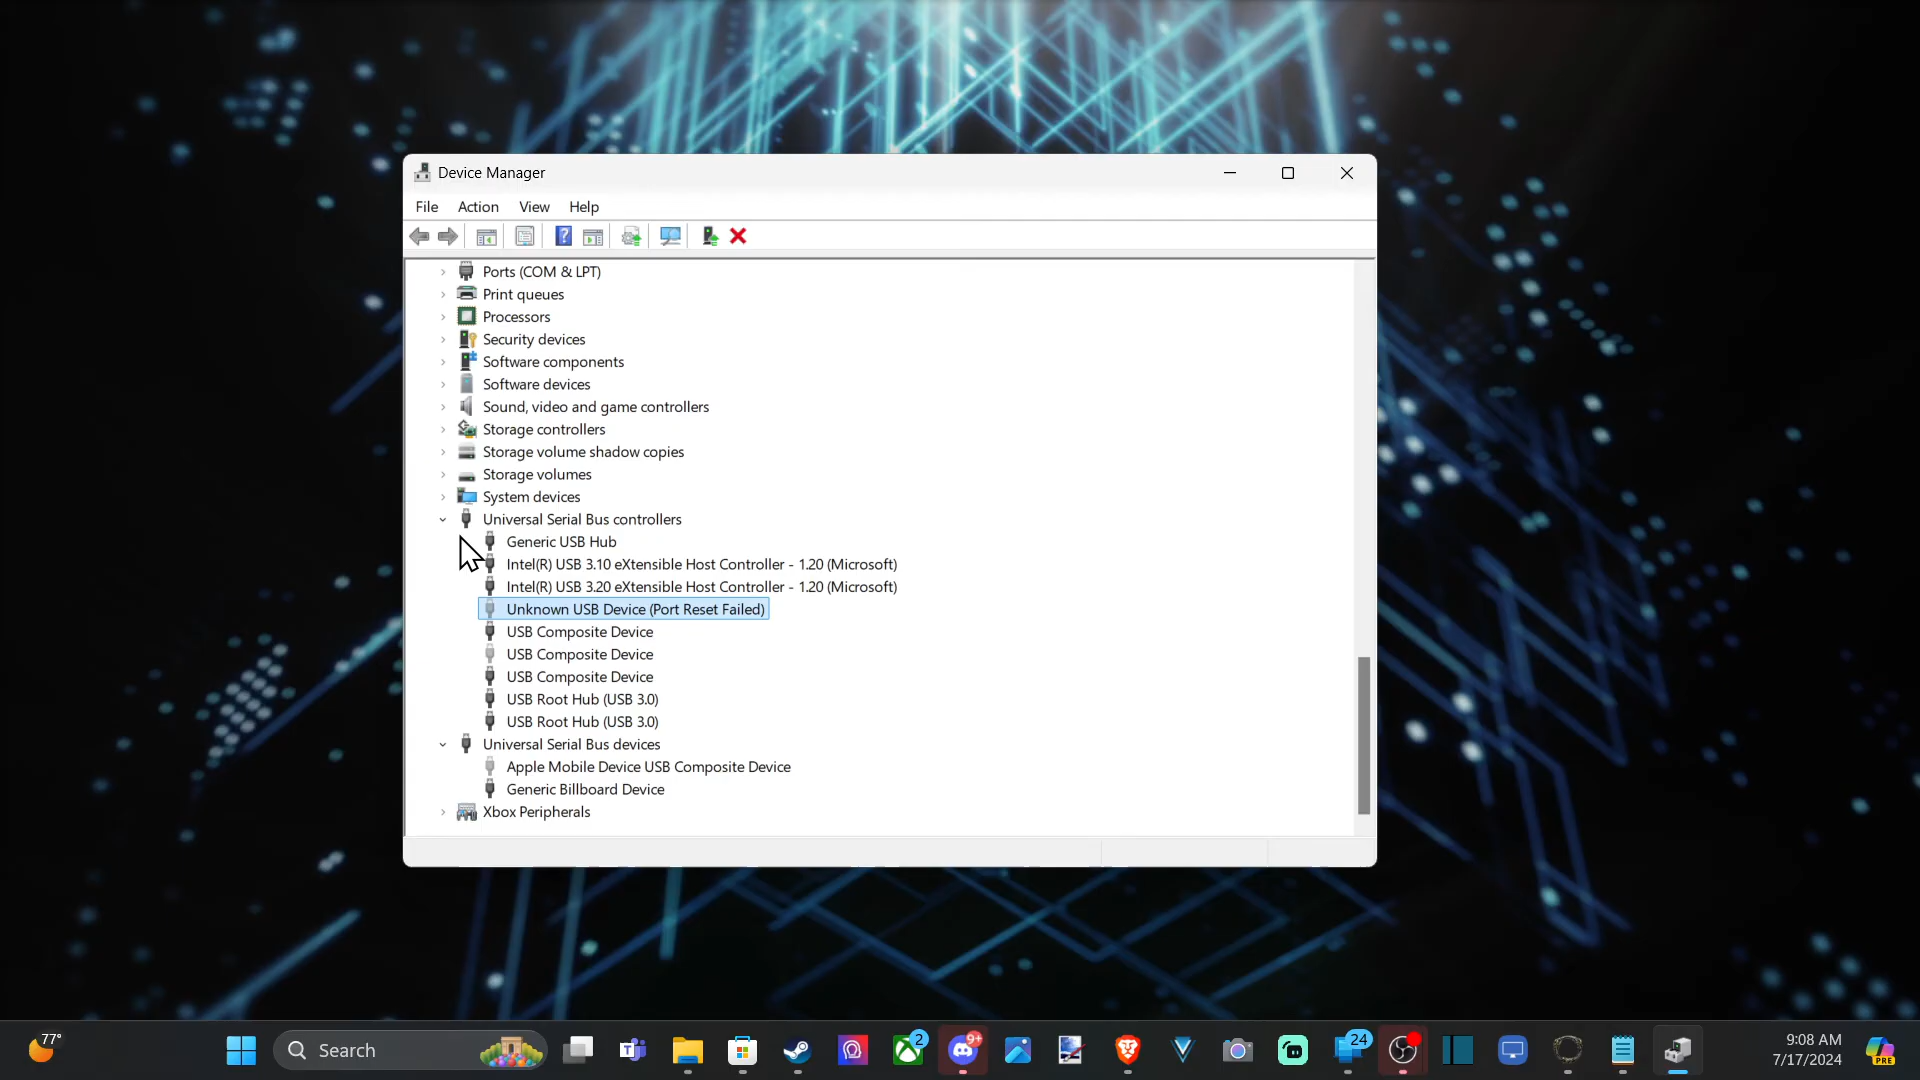 Device Manager
File Action View Help
Ports (COM & LPT)
Print queues
Processors
Security devices
Software components
Software devices
Sound, video and game controllers
Storage controllers
Storage volume shadow copies
Storage volumes
System devices
Universal Serial Bus controllers
Generic USB Hub
Intel(R) USB 3.10 eXtensible Host Controller - 1.20 (Microsoft)
Intel(R) USB 3.20 eXtensible Host Controller - 1.20 (Microsoft)
Unknown USB Device (Port Reset Failed)
USB Composite Device
USB Composite Device
USB Composite Device
USB Root Hub (USB 3.0)
USB Root Hub (USB 3.0)
Universal Serial Bus devices
Apple Mobile Device USB Composite Device
Generic Billboard Device
Xbox Peripherals
77°
Search
2
9+
24
9:08 AM
7/17/2024
PRE